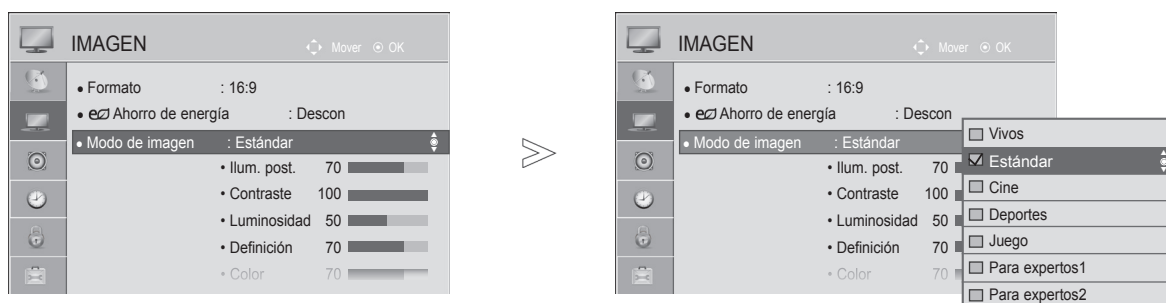 IMAGEN Mover OK
• Formato : 16:9
• Ahorro de energía : Descon
• Modo de imagen : Estándar
• Ilum. post. 70
• Contraste 100
• Luminosidad 50
• Definición 70
• Color 70
IMAGEN Mover OK
• Formato : 16:9
• Ahorro de energía : Descon
• Modo de imagen : Estándar
• Ilum. post. 70
• Contraste 100
• Luminosidad 50
• Definición 70
• Color 70
Vivos
Estándar
Cine
Deportes
Juego
Para expertos1
Para expertos2